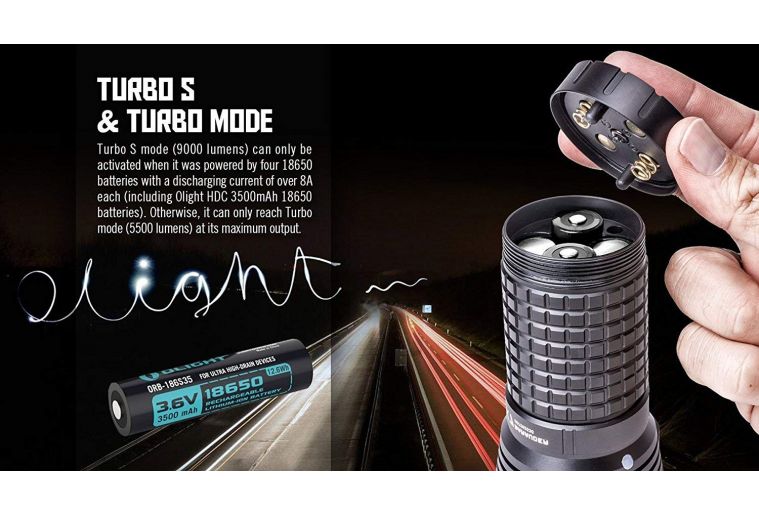 TURBO S
& TURBO MODE
Turbo S mode (9000 lumens) can only be
activated when it was powered by four 18650
batteries with a discharging current of over 8A
each (including Olight HDC 3500mAh 18650
batteries). Otherwise, it can only reach Turbo
mode (5500 lumens) at its maximum output.
olight
OLIGHT
ORB-186S35
FOR ULTRA HIGH-DRAIN DEVICES
12.6Wh
3.6V
3500 mAh
18650
RECHARGEABLE
LITHIUM-ION BATTERY